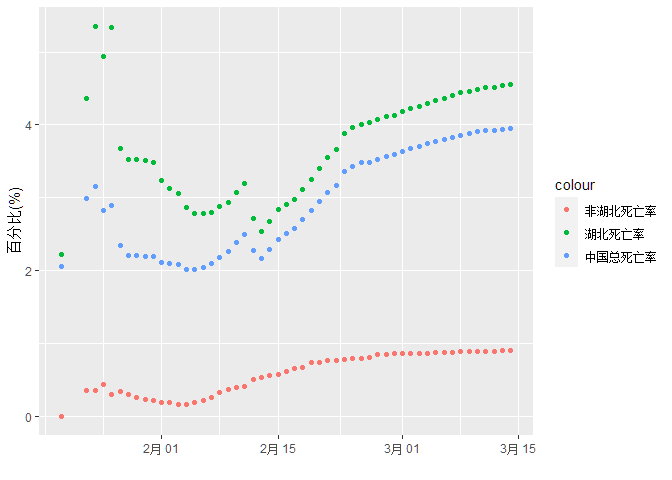 百分比(%)
4
2
0
2月 01
2月 15
3月 01
3月 15
colour
非湖北死亡率
湖北死亡率
中国总死亡率